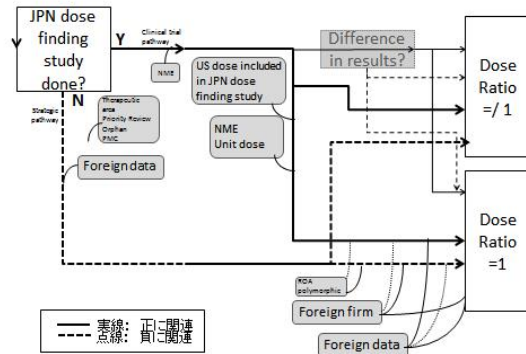 JPN dose
finding
study
done?
Y
Clinical trial
pathway
NME
N
Strategic
pathway
Therapeutic
area
Priority Review
Orphan
PMC
Foreign data
US dose included
in JPN dose
finding study
NME
Unit dose
Difference
in results?
Dose
Ratio
=/ 1
Dose
Ratio
=1
polymorphic
Foreign firm
Foreign data
実線: 正に関連
点線: 負に関連